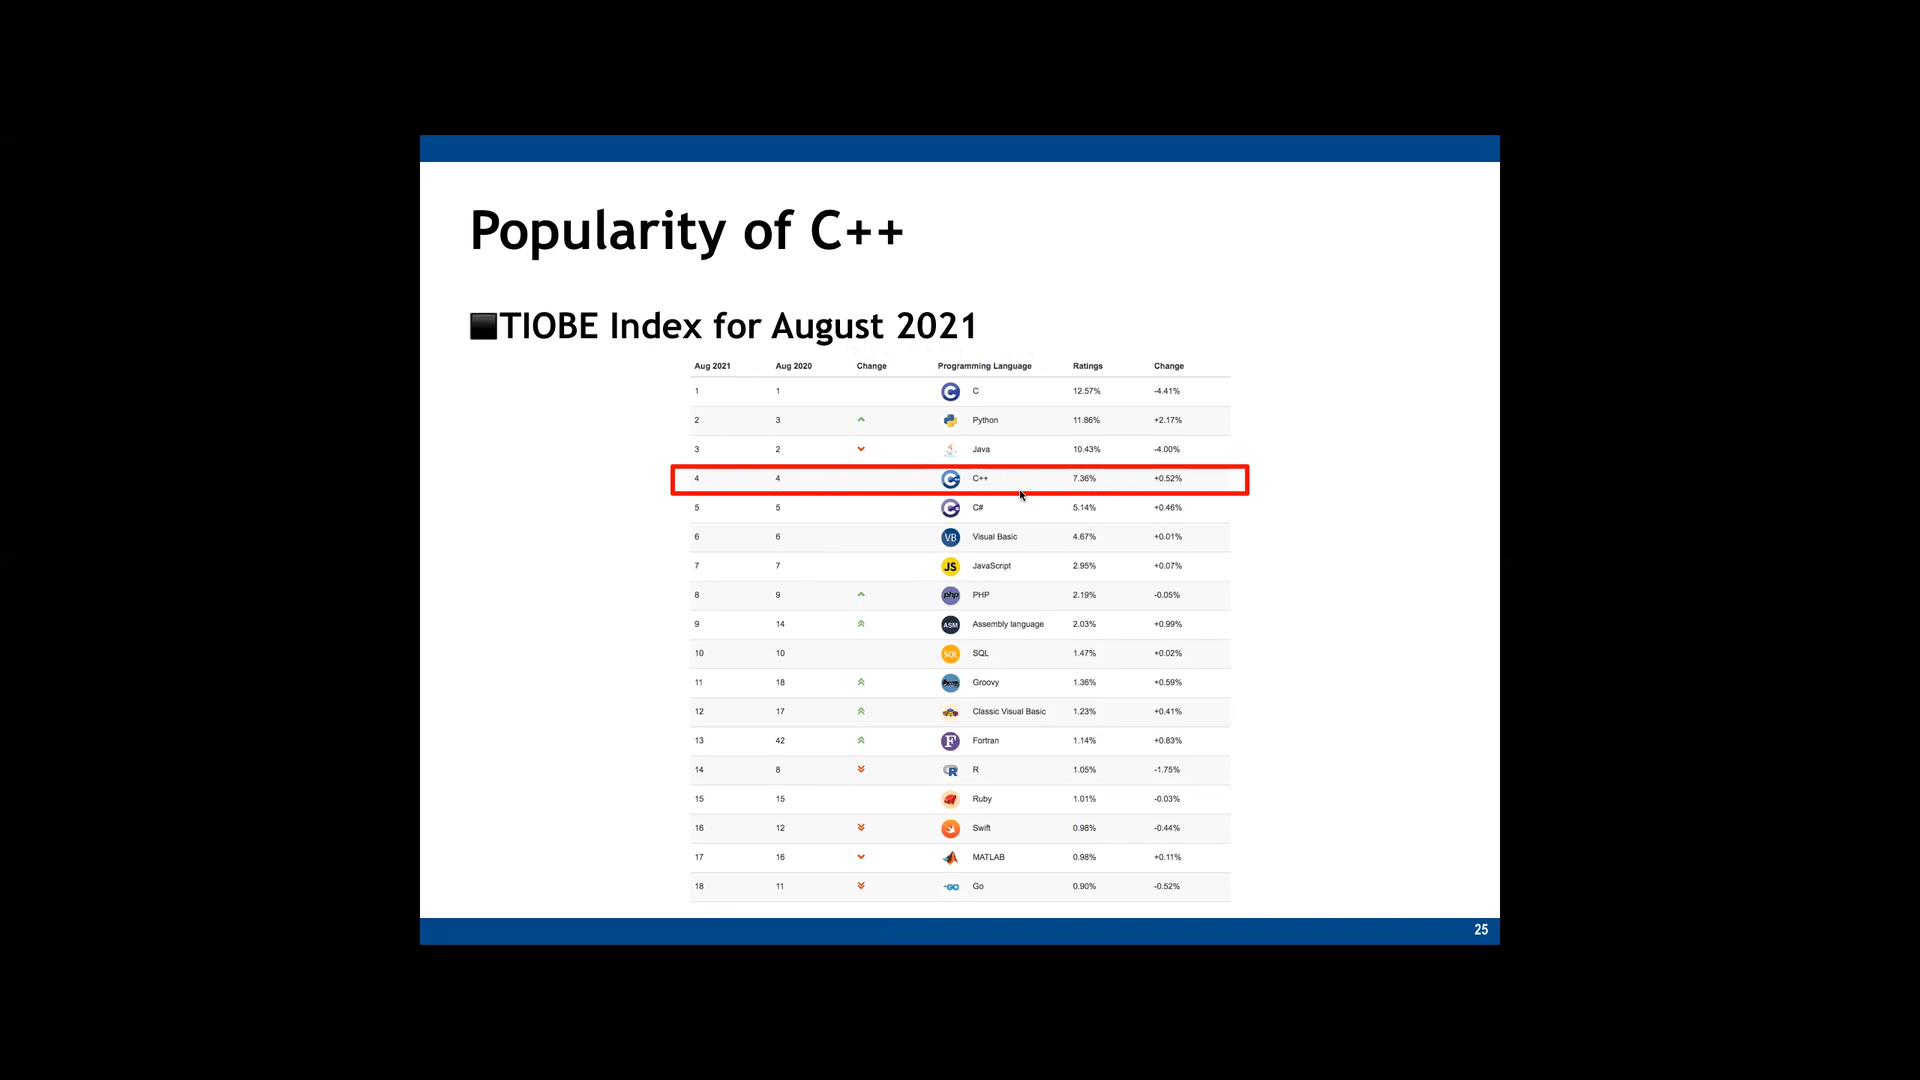 Popularity of C++
TIOBE Index for August 2021
Aug 2021 Aug 2020 Change Programming Language Ratings Change
1 1 C 12.57% -4.41%
2 3 Python 11.86% +2.17%
3 2 Java 10.43% -4.00%
4 4 C++ 7.36% +0.52%
5 5 C# 5.14% +0.46%
6 6 VB Visual Basic 4.67% +0.01%
7 7 JS JavaScript 2.95% +0.07%
8 9 php PHP 2.19% -0.05%
9 14 ASM Assembly language 2.03% +0.99%
10 10 SQL SQL 1.47% +0.02%
11 18 Groovy 1.36% +0.59%
12 17 Classic Visual Basic 1.23% +0.41%
13 42 F Fortran 1.14% +0.83%
14 8 R R 1.05% -1.75%
15 15 Ruby 1.01% -0.03%
16 12 Swift 0.98% -0.44%
17 16 MATLAB 0.98% +0.11%
18 11 GO Go 0.90% -0.52%
25